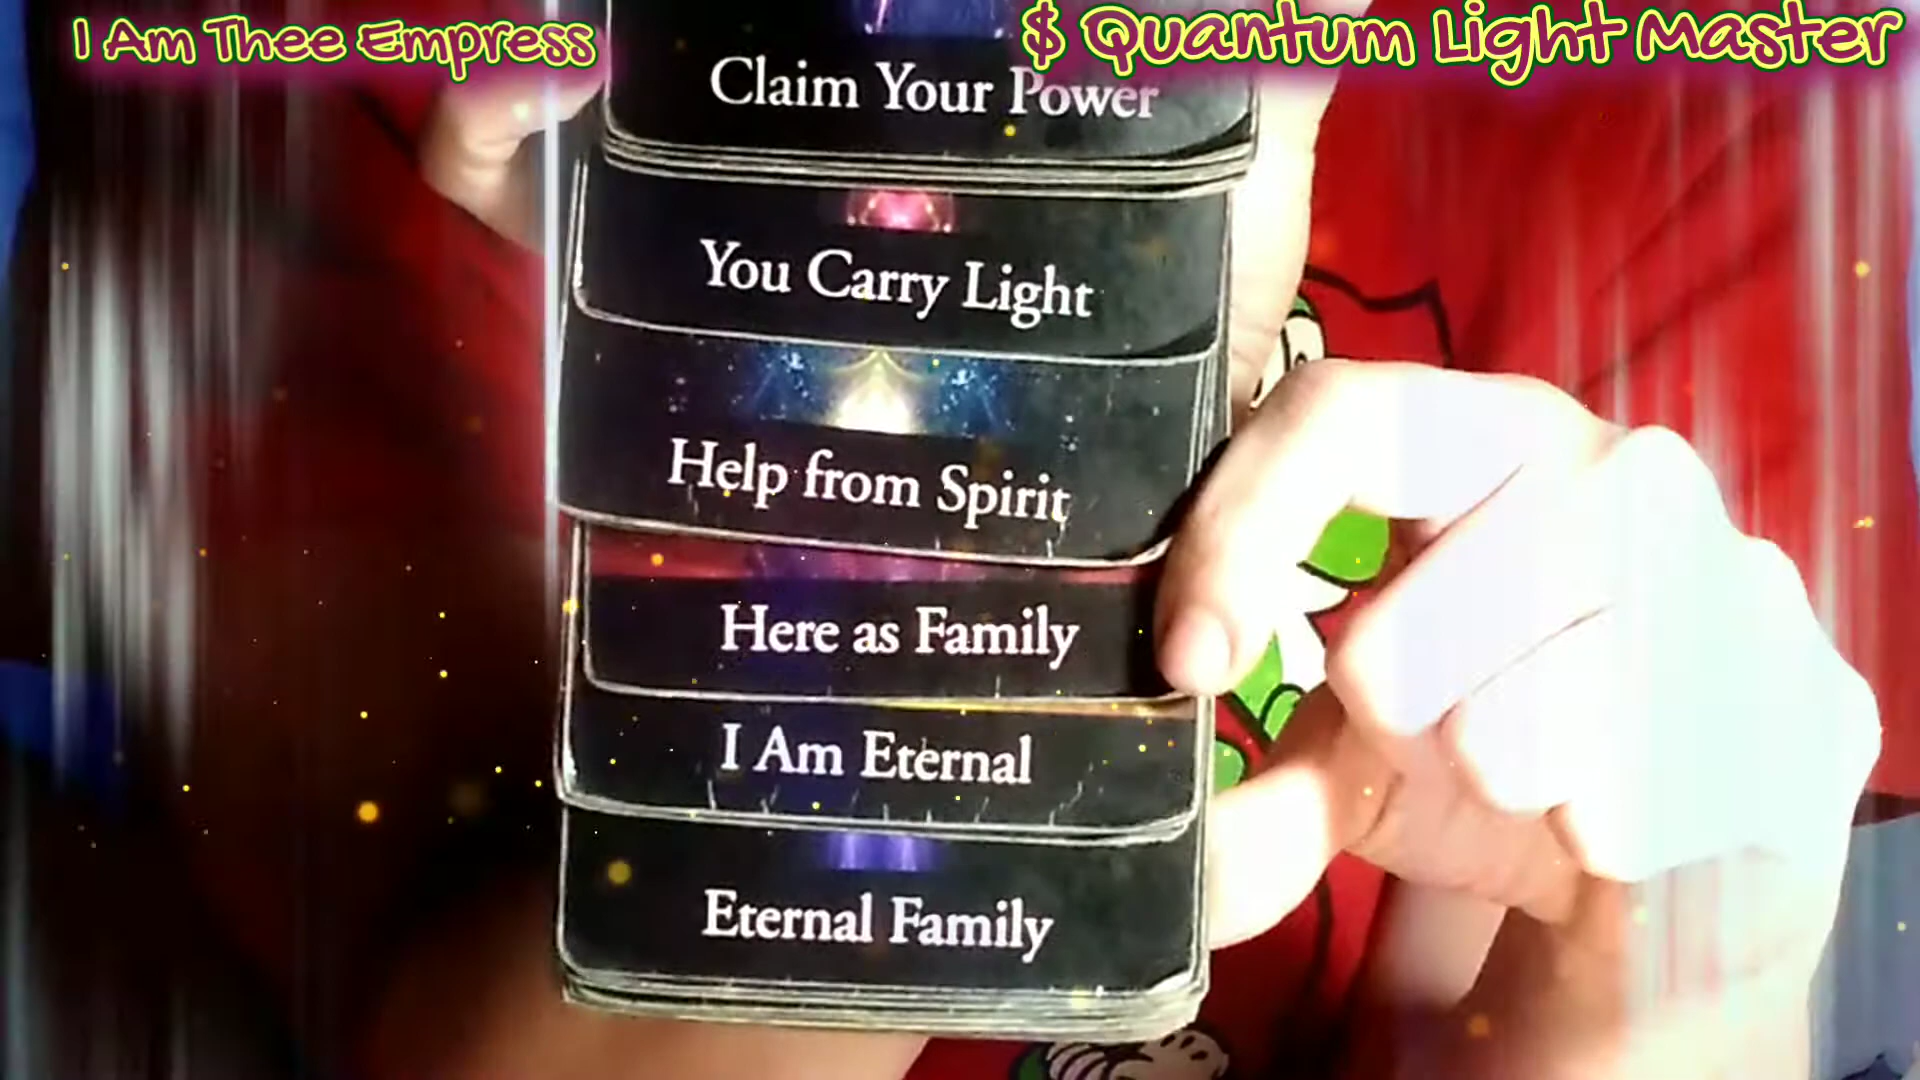 I Am Thee Empress
$ Quantum Light Master
Claim Your Power
You Carry Light
Help from Spirit
Here as Family
I Am Eternal
Eternal Family